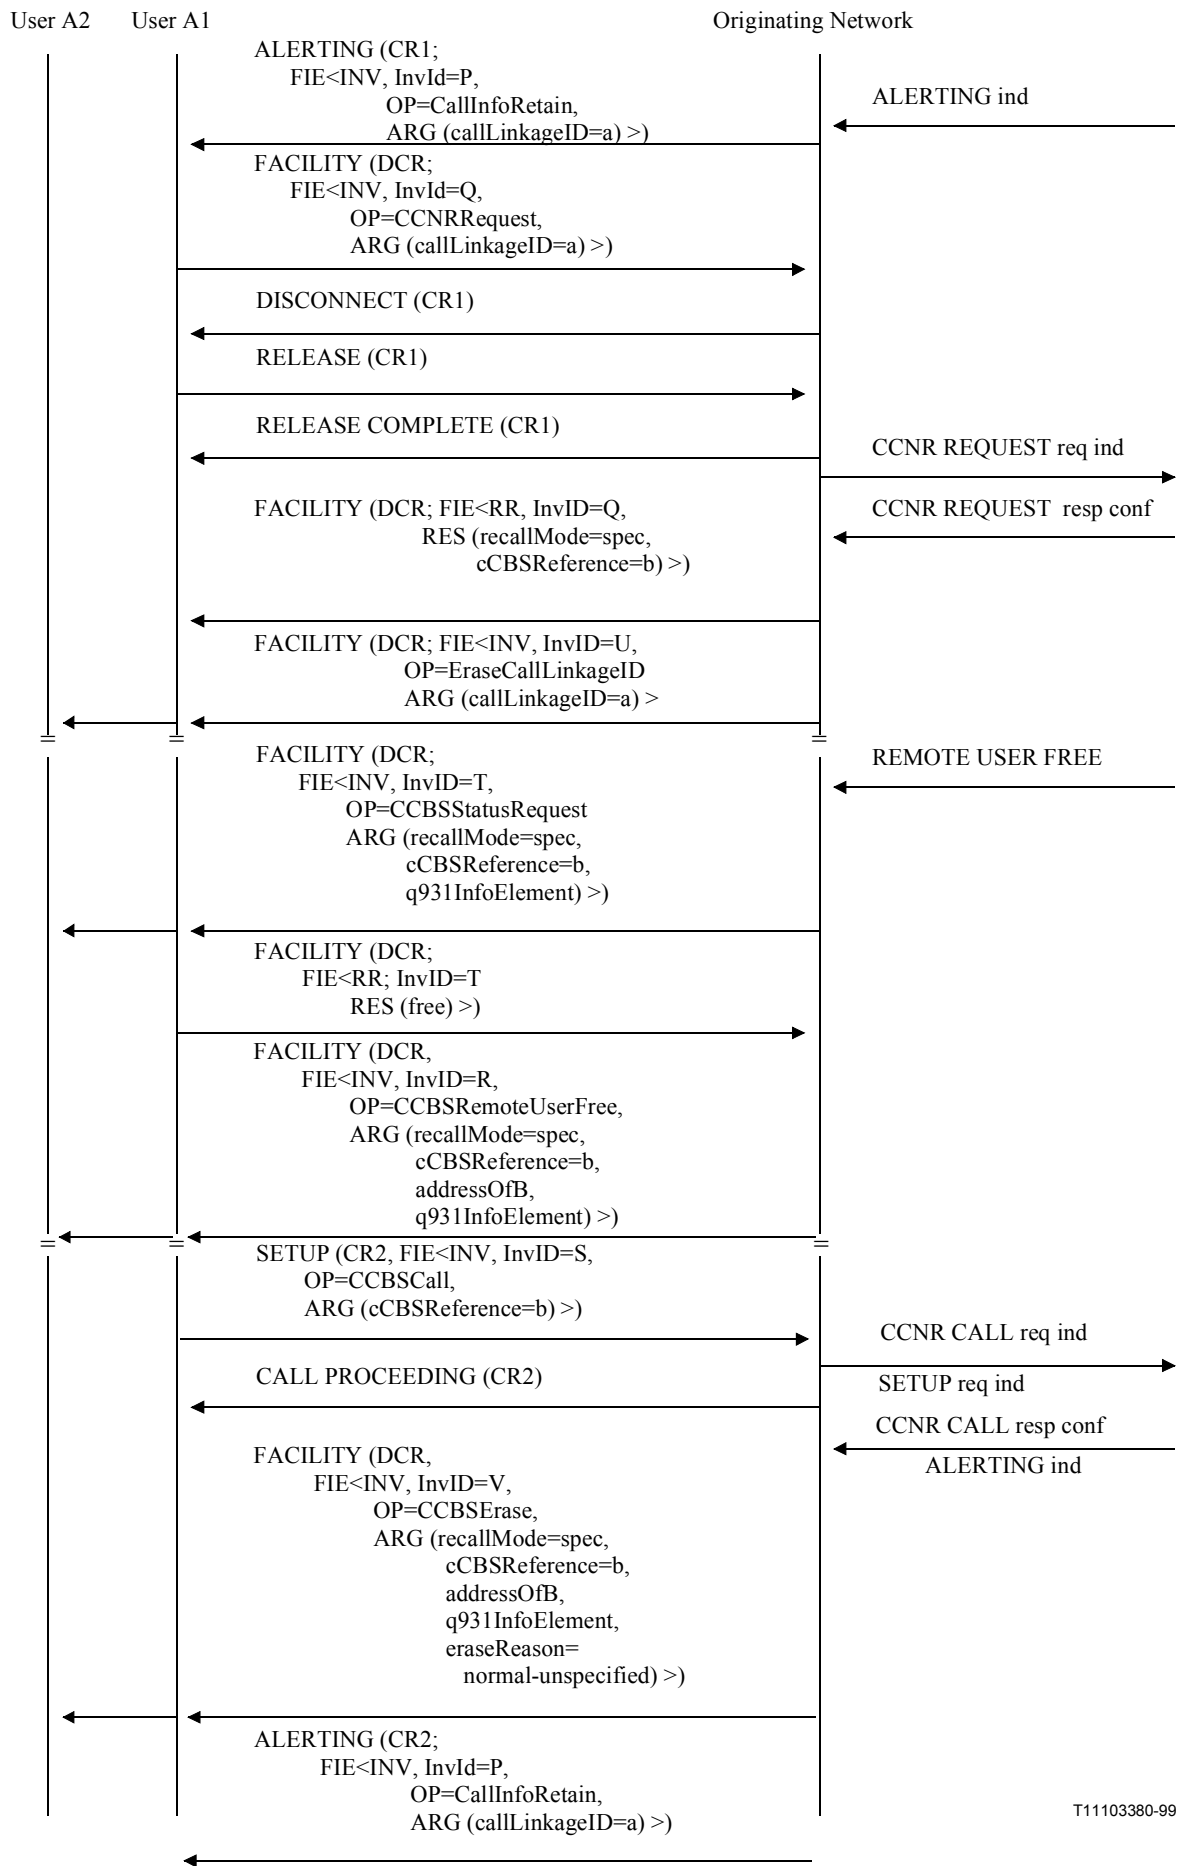 User A2 User A1 Originating Network
ALERTING (CR1;
FIE<INV, InvId=P,
OP=CallInfoRetain,
ARG (callLinkageID=a) >)
ALERTING ind
FACILITY (DCR;
FIE<INV, InvId=Q,
OP=CCNRRequest,
ARG (callLinkageID=a) >)
DISCONNECT (CR1)
RELEASE (CR1)
RELEASE COMPLETE (CR1)
CCNR REQUEST req ind
FACILITY (DCR; FIE<RR, InvID=Q,
RES (recallMode=spec,
cCBSReference=b) >)
CCNR REQUEST resp conf
FACILITY (DCR; FIE<INV, InvID=U,
OP=EraseCallLinkageID
ARG (callLinkageID=a) >
FACILITY (DCR;
FIE<INV, InvID=T,
OP=CCBSStatusRequest
ARG (recallMode=spec,
cCBSReference=b,
q931InfoElement) >)
REMOTE USER FREE
FACILITY (DCR;
FIE<RR; InvID=T
RES (free) >)
FACILITY (DCR,
FIE<INV, InvID=R,
OP=CCBSRemoteUserFree,
ARG (recallMode=spec,
cCBSReference=b,
addressOfB,
q931InfoElement) >)
SETUP (CR2, FIE<INV, InvID=S,
OP=CCBSCall,
ARG (cCBSReference=b) >)
CCNR CALL req ind
CALL PROCEEDING (CR2)
SETUP req ind
CCNR CALL resp conf
ALERTING ind
FACILITY (DCR,
FIE<INV, InvID=V,
OP=CCBSErase,
ARG (recallMode=spec,
cCBSReference=b,
addressOfB,
q931InfoElement,
eraseReason=
normal-unspecified) >)
ALERTING (CR2;
FIE<INV, InvId=P,
OP=CallInfoRetain,
ARG (callLinkageID=a) >)
T11103380-99